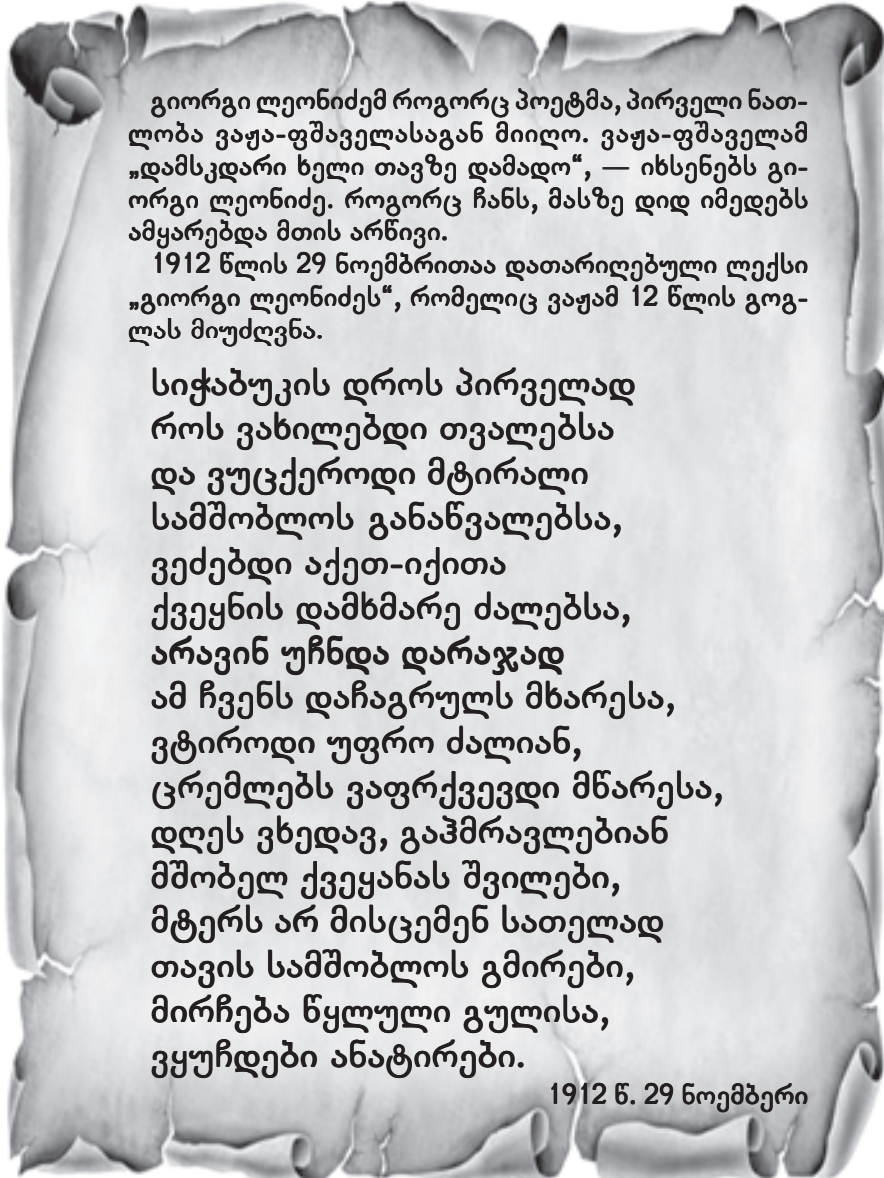 გიორგი ლეონიძემ როგორც პოეტმა, პირველი ნათ-
ლობა ვაჟა-ფშაველასაგან მიიღო. ვაჟა-ფშაველამ
„დამსკდარი ხელი თავზე დამადო“, — იხსენებს გი-
ორგი ლეონიძე. როგორც ჩანს, მასზე დიდ იმედებს
ამყარებდა მთის არწივი.
1912 წლის 29 ნოემბრითაა დათარიღებული ლექსი
„გიორგი ლეონიძეს“, რომელიც ვაჟამ 12 წლის გოგ-
ლას მიუძღვნა.
სიჭაბუკის დროს პირველად
როს ვახილებდი თვალებსა
და ვუცქეროდი მტირალი
სამშობლოს განაწვალებსა,
ვეძებდი აქეთ-იქითა
ქვეყნის დამხმარე ძალებსა,
არავინ უჩნდა დარაჯად
ამ ჩვენს დაჩაგრულს მხარესა,
ვტიროდი უფრო ძალიან,
ცრემლებს ვაფრქვევდი მწარესა,
დღეს ვხედავ, გაჰმრავლებიან
მშობელ ქვეყანას შვილები,
მტერს არ მისცემენ სათელად
თავის სამშობლოს გმირები,
მირჩება წყლული გულისა,
ვყუჩდები ანატირები.
1912 წ. 29 ნოემბერი